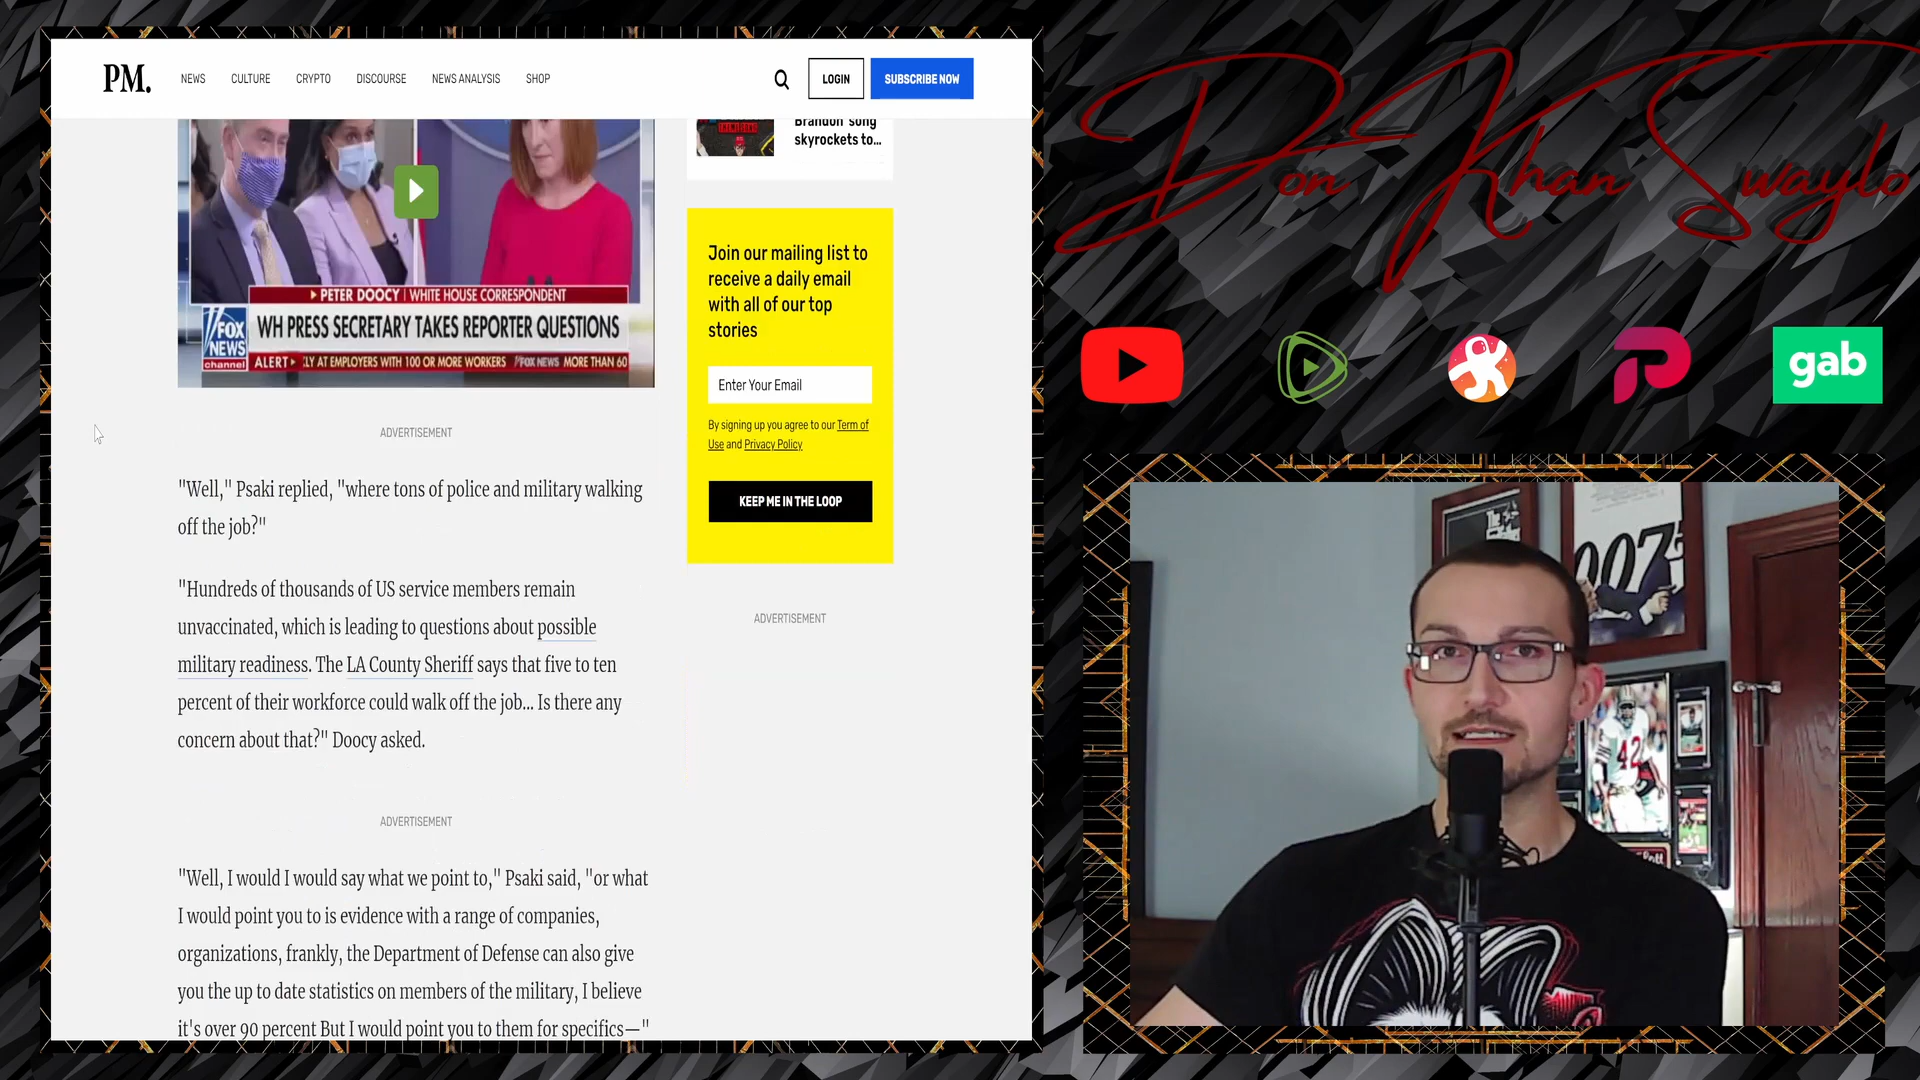 PM.
NEWS
CULTURE
CRYPTO
DISCOURSE
NEWS ANALYSIS
SHOP
LOGIN
SUBSCRIBE NOW
PETER DOOCY | WHITE HOUSE CORRESPONDENT
FOX
NEWS
channel
WH PRESS SECRETARY TAKES REPORTER QUESTIONS
ALERT
LY AT EMPLOYERS WITH 100 OR MORE WORKERS
FOX NEWS
MORE THAN 60
ADVERTISEMENT
"Well," Psaki replied, "where tons of police and military walking
off the job?"
"Hundreds of thousands of US service members remain
unvaccinated, which is leading to questions about possible
military readiness. The LA County Sheriff says that five to ten
percent of their workforce could walk off the job... Is there any
concern about that?" Doocy asked.
ADVERTISEMENT
"Well, I would I would say what we point to," Psaki said, "or what
I would point you to is evidence with a range of companies,
organizations, frankly, the Department of Defense can also give
you the up to date statistics on members of the military, I believe
it's over 90 percent But I would point you to them for specifics—"
Brandon' song
skyrockets to...
Join our mailing list to
receive a daily email
with all of our top
stories
Enter Your Email
By signing up you agree to our Term of
Use and Privacy Policy
KEEP ME IN THE LOOP
ADVERTISEMENT
Don Khan Swaylo
gab
007
42